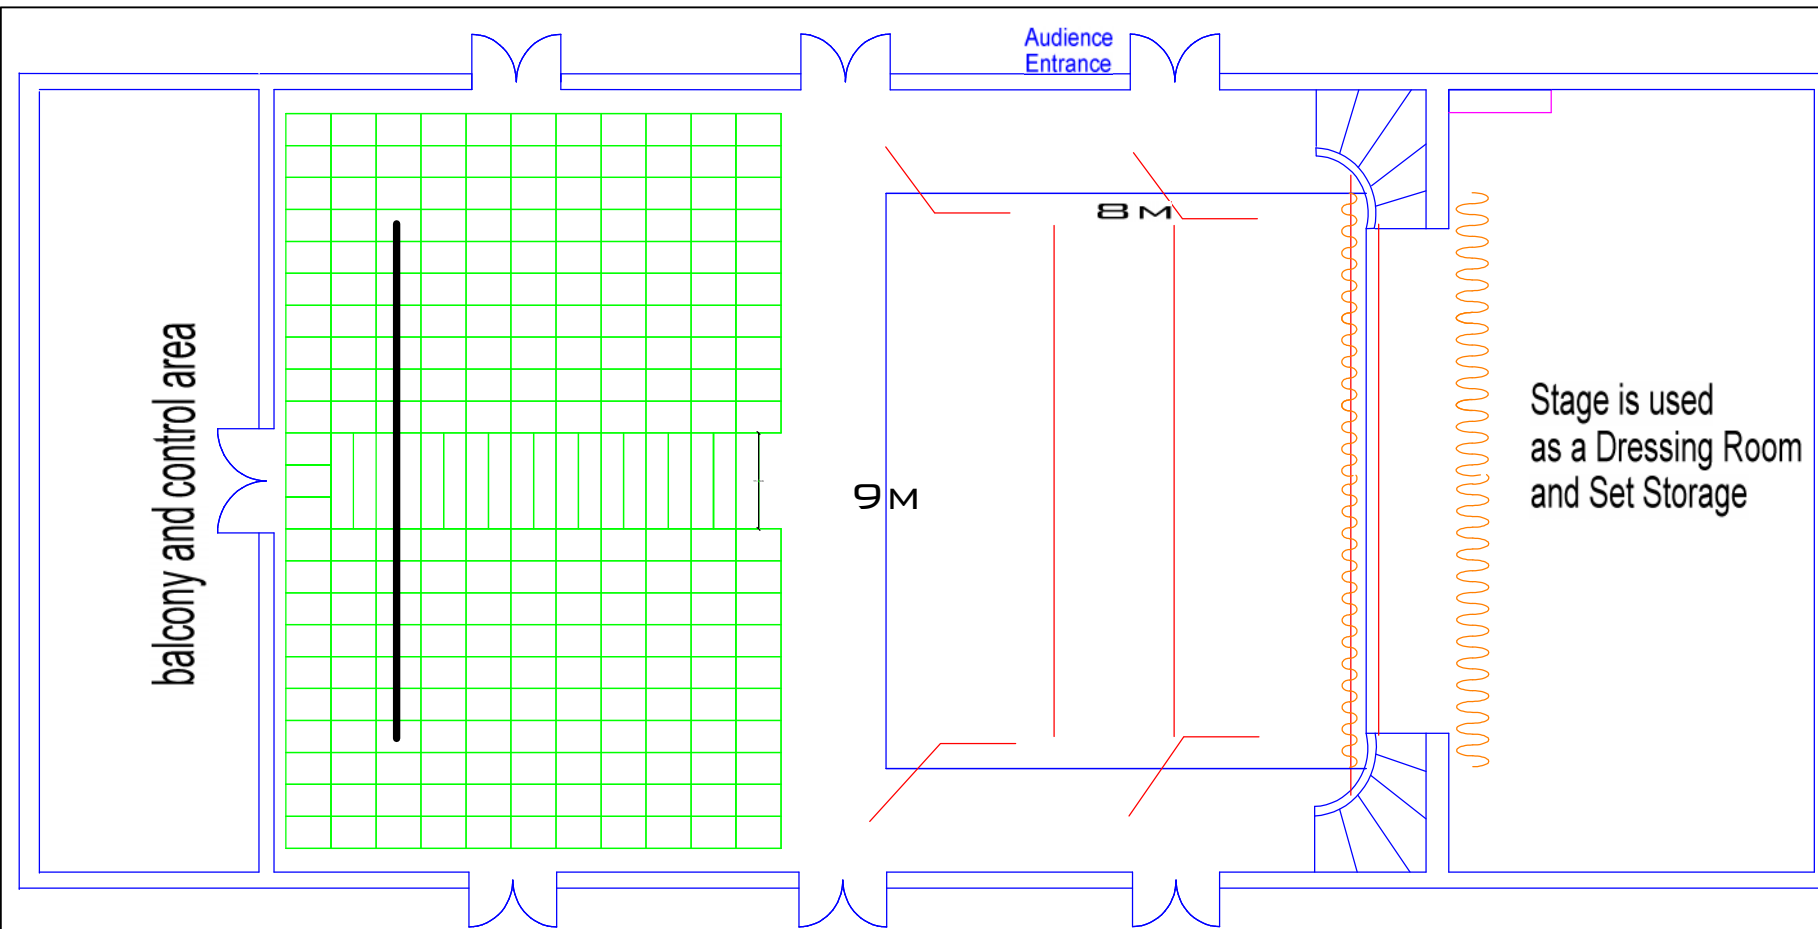 Audience
Entrance
8 M
balcony and control area
9 M
Stage is used
as a Dressing Room
and Set Storage